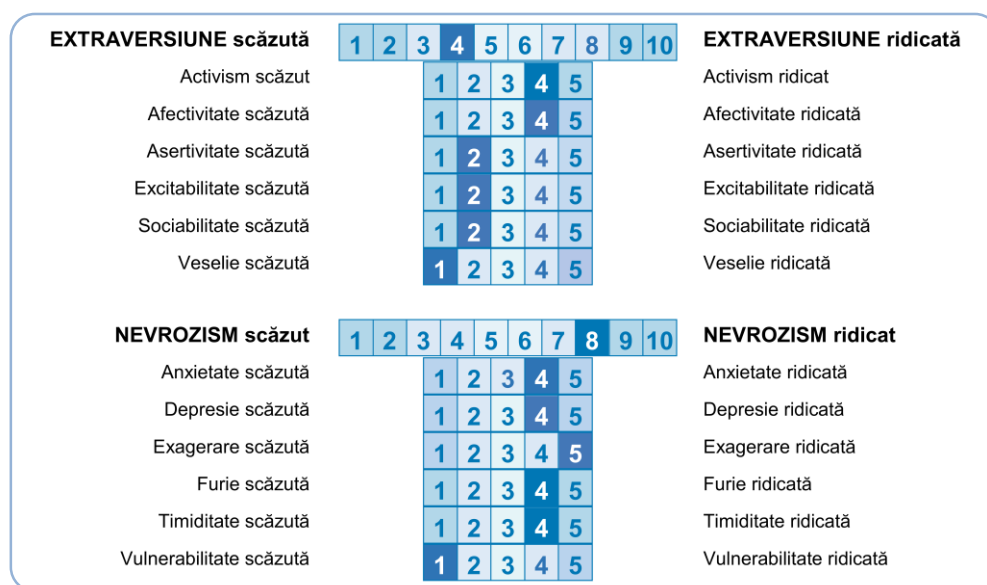 EXTRAVERSIUNE scăzută 1 2 3 4 5 6 7 8 9 10 EXTRAVERSIUNE ridicată
Activism scăzut 1 2 3 4 5 Activism ridicat
Afectivitate scăzută 1 2 3 4 5 Afectivitate ridicată
Asertivitate scăzută 1 2 3 4 5 Asertivitate ridicată
Excitabilitate scăzută 1 2 3 4 5 Excitabilitate ridicată
Sociabilitate scăzută 1 2 3 4 5 Sociabilitate ridicată
Veselie scăzută 1 2 3 4 5 Veselie ridicată
NEVROZISM scăzut 1 2 3 4 5 6 7 8 9 10 NEVROZISM ridicat
Anxietate scăzută 1 2 3 4 5 Anxietate ridicată
Depresie scăzută 1 2 3 4 5 Depresie ridicată
Exagerare scăzută 1 2 3 4 5 Exagerare ridicată
Furie scăzută 1 2 3 4 5 Furie ridicată
Timiditate scăzută 1 2 3 4 5 Timiditate ridicată
Vulnerabilitate scăzută 1 2 3 4 5 Vulnerabilitate ridicată